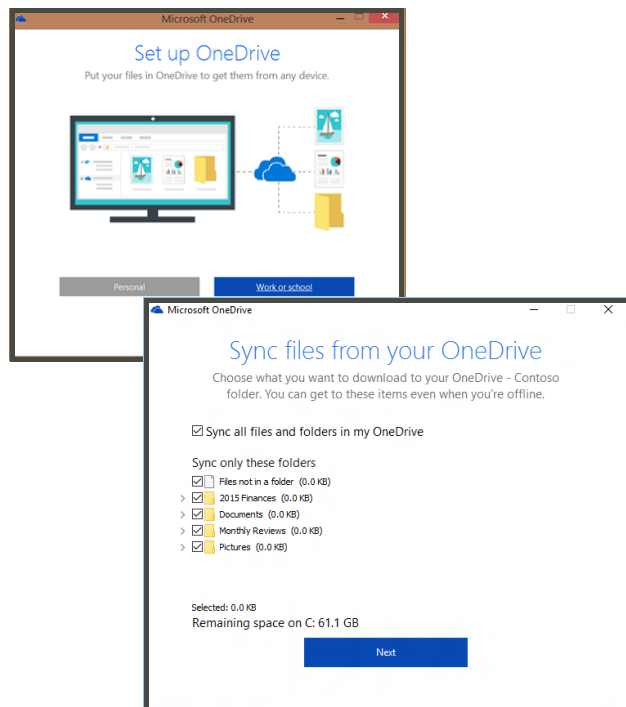 Microsoft OneDrive
Set up OneDrive
Put your files in OneDrive to get them from any device.
Personal
Work or school
Microsoft OneDrive
Sync files from your OneDrive
Choose what you want to download to your OneDrive - Contoso
folder. You can get to these items even when you're offline.
Sync all files and folders in my OneDrive
Sync only these folders
Files not in a folder (0.0 KB)
2015 Finances (0.0 KB)
Documents (0.0 KB)
Monthly Reviews (0.0 KB)
Pictures (0.0 KB)
Selected: 0.0 KB
Remaining space on C: 61.1 GB
Next